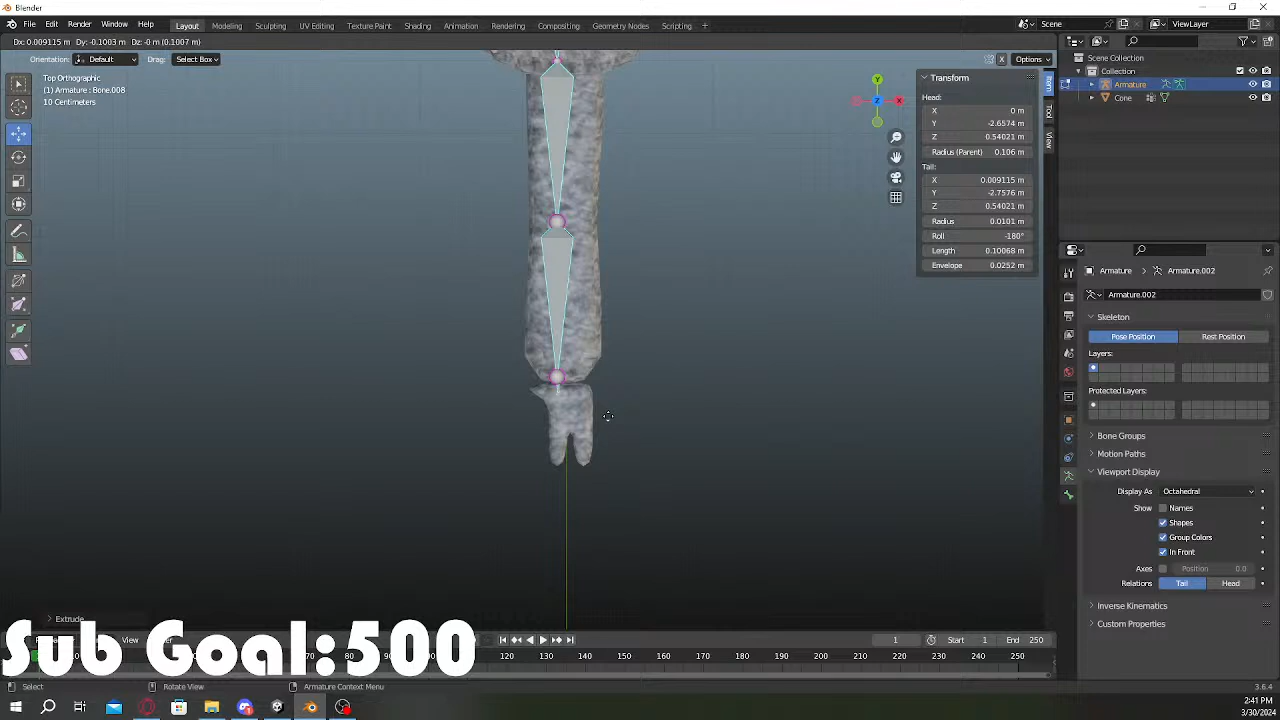 Blender
File Edit Render Window Help Layout Modeling Sculpting UV Editing Texture Paint Shading Animation Rendering Compositing Geometry Nodes Scripting + Scene ViewLayer
Dx: 0.009115 m Dy: -0.1003 m Dz: -0 m (0.1007 m)
Orientation: Default Drag: Select Box X Options
Top Orthographic
(1) Armature : Bone.008
10 Centimeters
Y
X
Z
Transform
Head:
X 0 m
Y -2.6574 m
Z 0.54021 m
Radius (Parent) 0.106 m
Tail:
X 0.009115 m
Y -2.7576 m
Z 0.54021 m
Radius 0.0101 m
Roll -180°
Length 0.10068 m
Envelope 0.0252 m
Item
Tool
View
Scene Collection
Collection
Armature
Cone
Armature Armature.002
Armature.002
Skeleton
Pose Position Rest Position
Layers:
Protected Layers:
Bone Groups
Motion Paths
Viewport Display
Display As Octahedral
Show Names
Shapes
Group Colors
In Front
Axes Position 0.0
Relations Tail Head
Inverse Kinematics
Custom Properties
Extrude
View
1 Start 1 End 250
Sub Goal:500
110 120 130 140 150 160 170 180 190 200 210 220 230 240 250
Select Rotate View Armature Context Menu 3.6.4
2:41 PM
3/30/2024